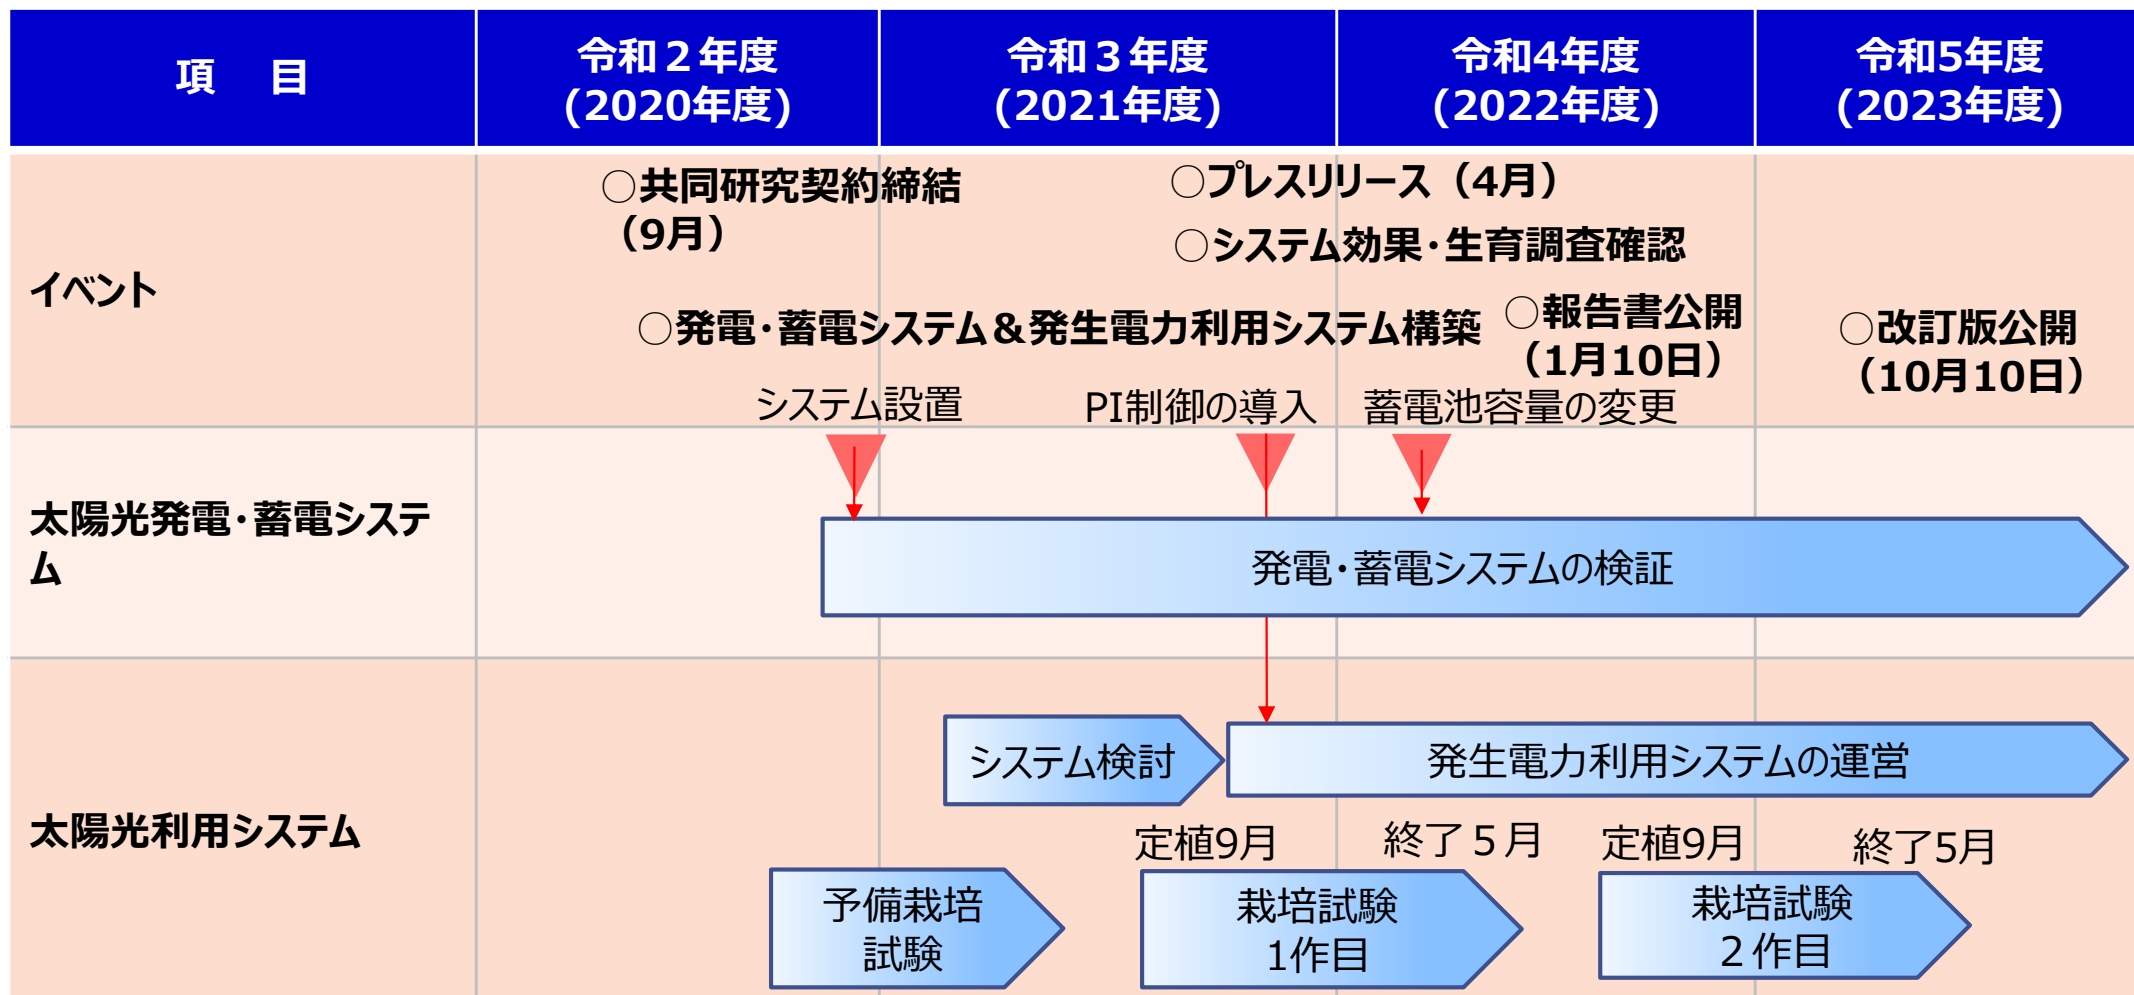 項　目
令和２年度
(2020年度)
令和３年度
(2021年度)
令和4年度
(2022年度)
令和5年度
(2023年度)
イベント
○共同研究契約締結
（9月）
○プレスリリース（4月）
○システム効果・生育調査確認
○発電・蓄電システム＆発生電力利用システム構築
○報告書公開
（1月10日）
○改訂版公開
（10月10日）
システム設置
PI制御の導入
蓄電池容量の変更
太陽光発電・蓄電システ
ム
発電・蓄電システムの検証
太陽光利用システム
システム検討
発生電力利用システムの運営
定植9月
終了５月
定植9月
終了5月
予備栽培
試験
栽培試験
1作目
栽培試験
２作目